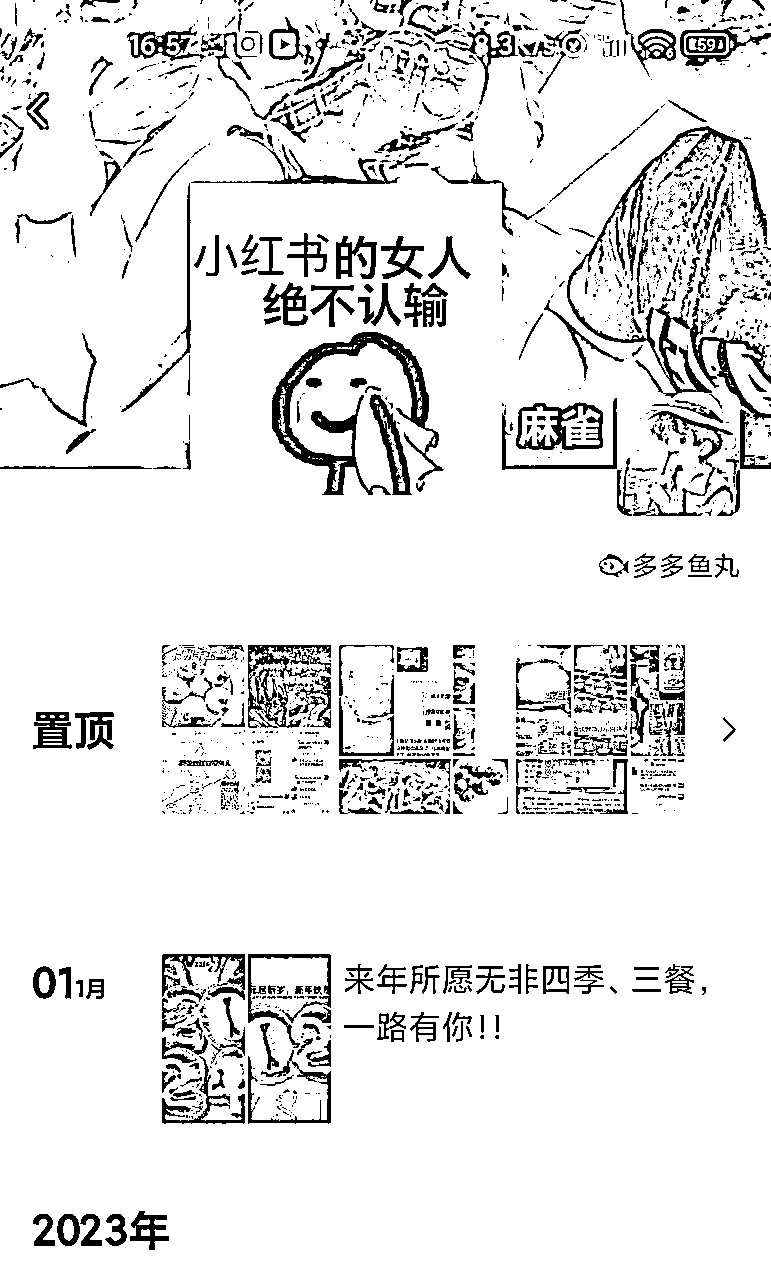 16:57
8.3K/s
59
小红书的女人
绝不认输
麻雀
多多鱼丸
置顶
01 1月
来年所愿无非四季、三餐，
一路有你!!
2023年